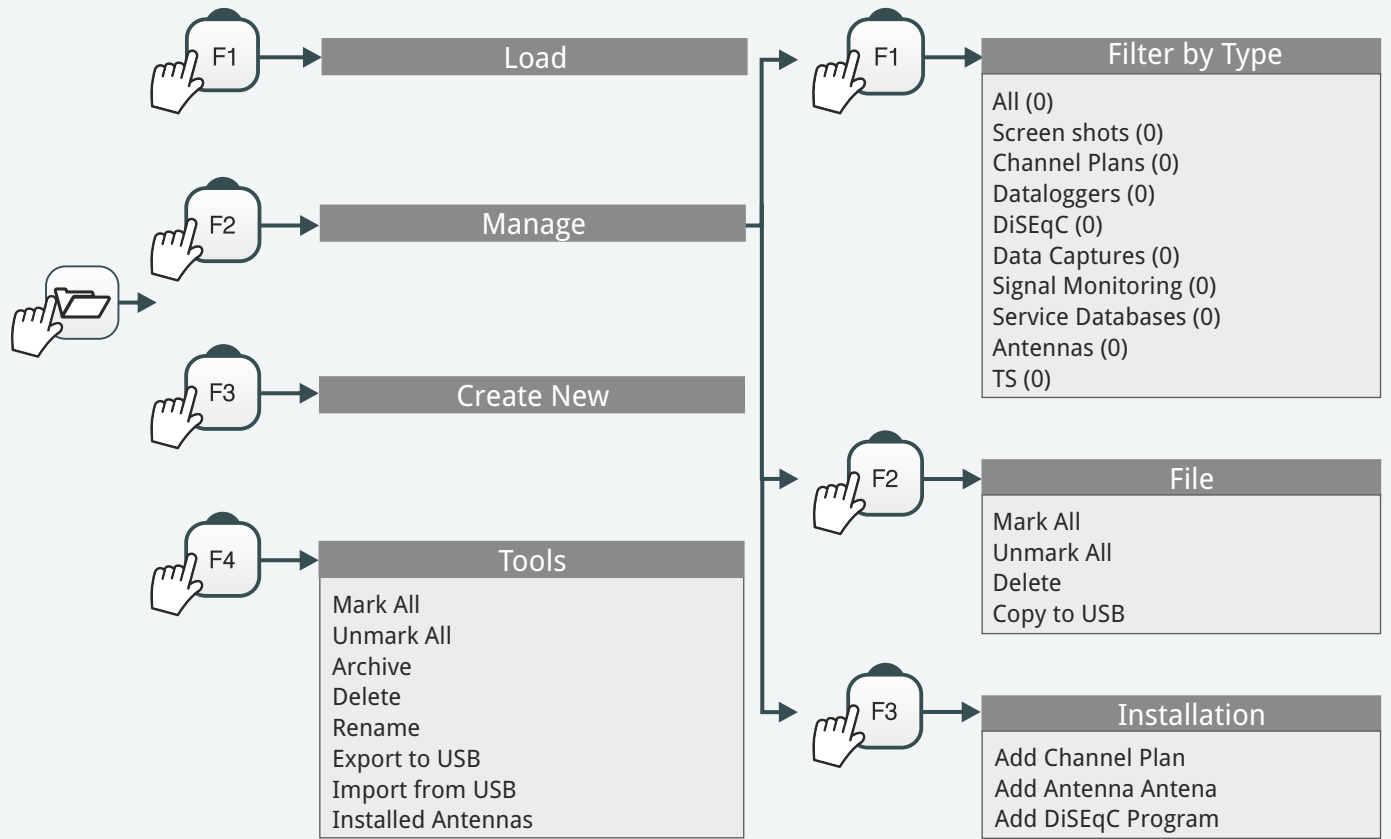 F1
Load
F2
Manage
F3
Create New
F4
Tools
Mark All
Unmark All
Archive
Delete
Rename
Export to USB
Import from USB
Installed Antennas
F1
Filter by Type
All (0)
Screen shots (0)
Channel Plans (0)
Dataloggers (0)
DiSEqC (0)
Data Captures (0)
Signal Monitoring (0)
Service Databases (0)
Antennas (0)
TS (0)
F2
File
Mark All
Unmark All
Delete
Copy to USB
F3
Installation
Add Channel Plan
Add Antenna Antena
Add DiSEqC Program